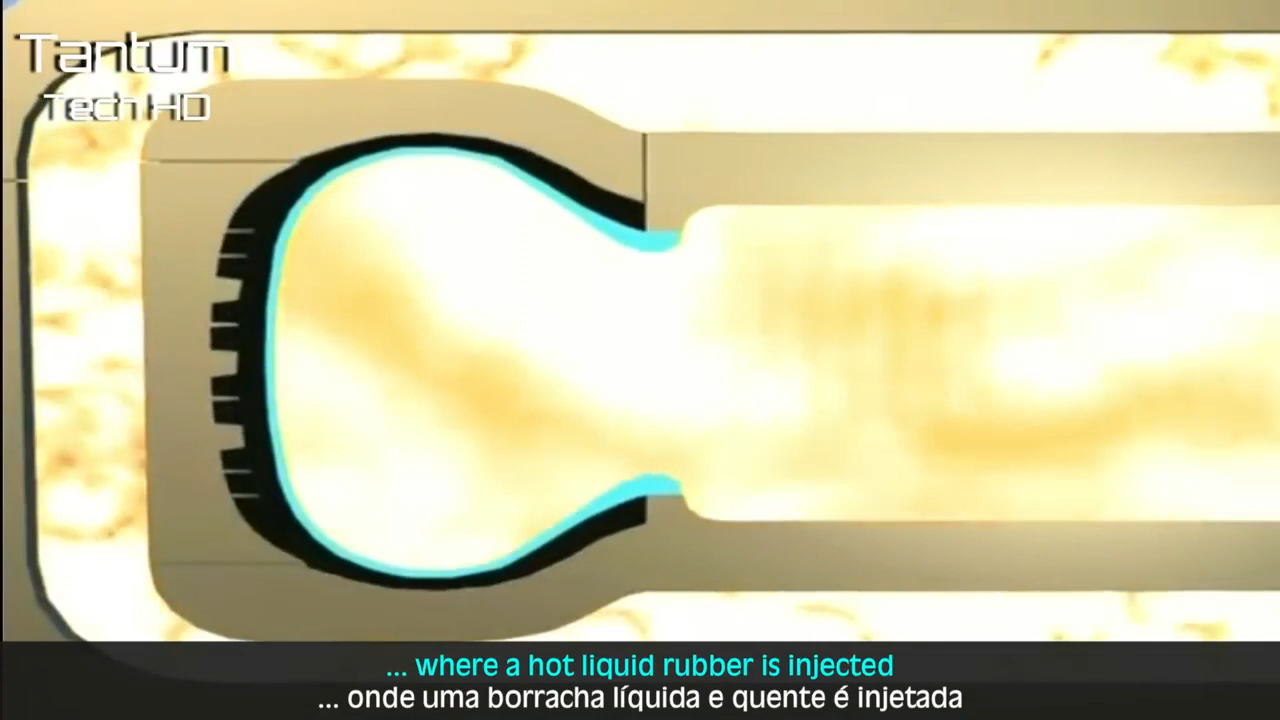 Tantum
Tech HD
... where a hot liquid rubber is injected
... onde uma borracha líquida e quente é injetada